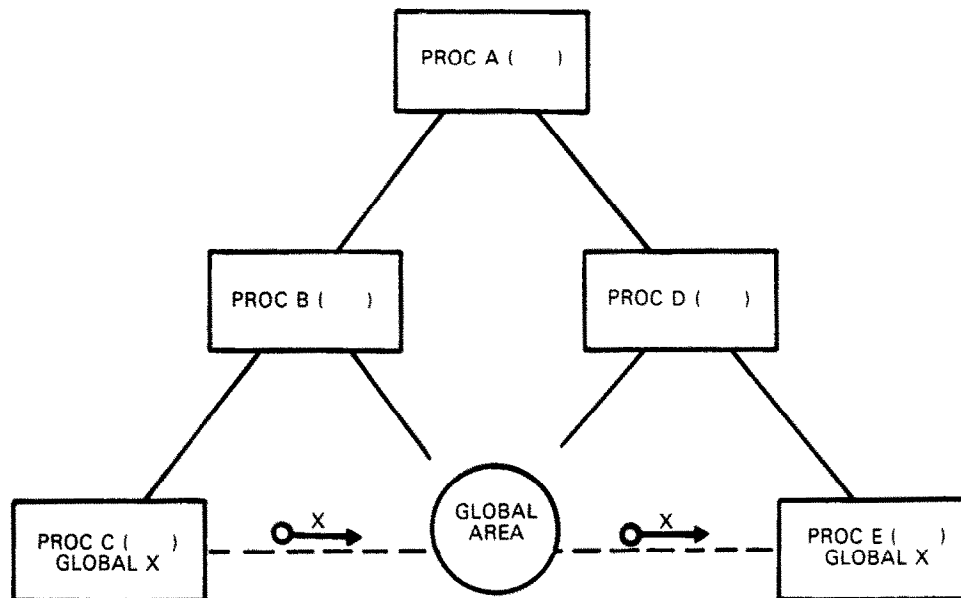 PROC A ( )
PROC B ( )
PROC D ( )
PROC C ( )
GLOBAL X
X
GLOBAL
AREA
X
PROC E ( )
GLOBAL X